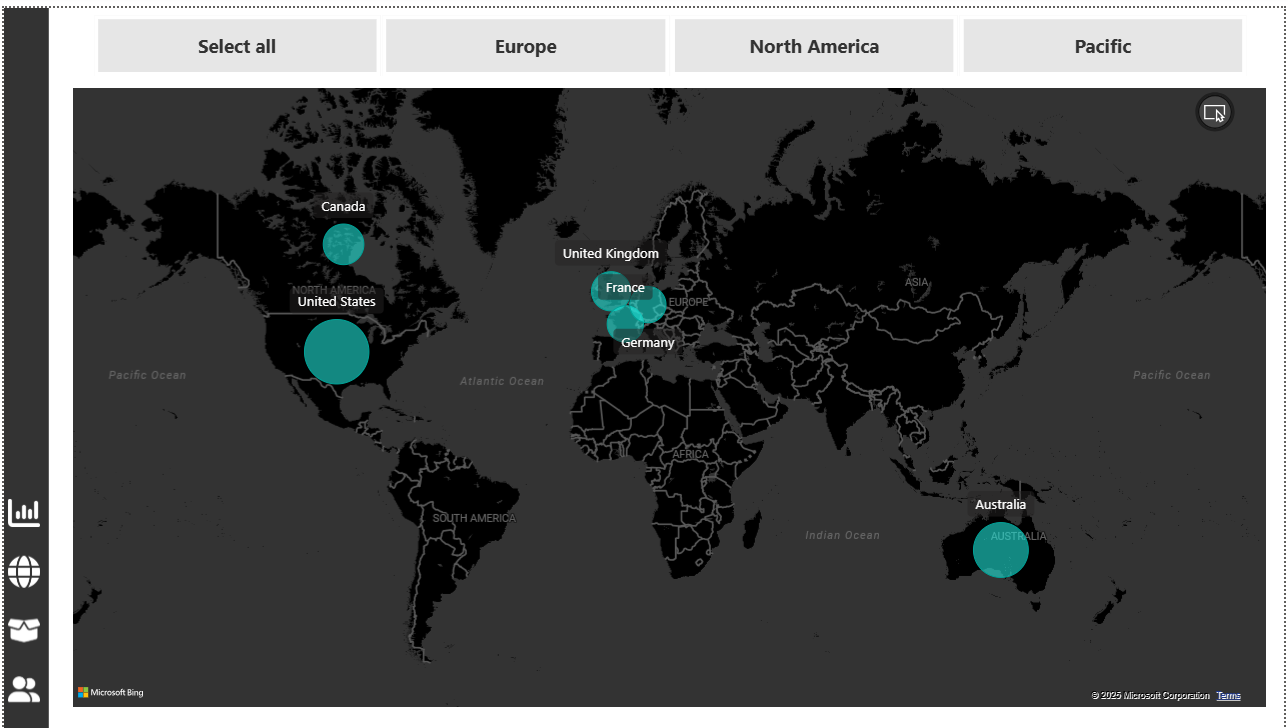 Select all
Europe
North America
Pacific
Canada
United Kingdom
ASIA
France
NORTH AMERICA
United States
EUROPE
Germany
Pacific Ocean
Atlantic Ocean
Pacific Ocean
AFRICA
Australia
SOUTH AMERICA
Indian Ocean
AUSTRALIA
Microsoft Bing
© 2025 Microsoft Corporation Terms